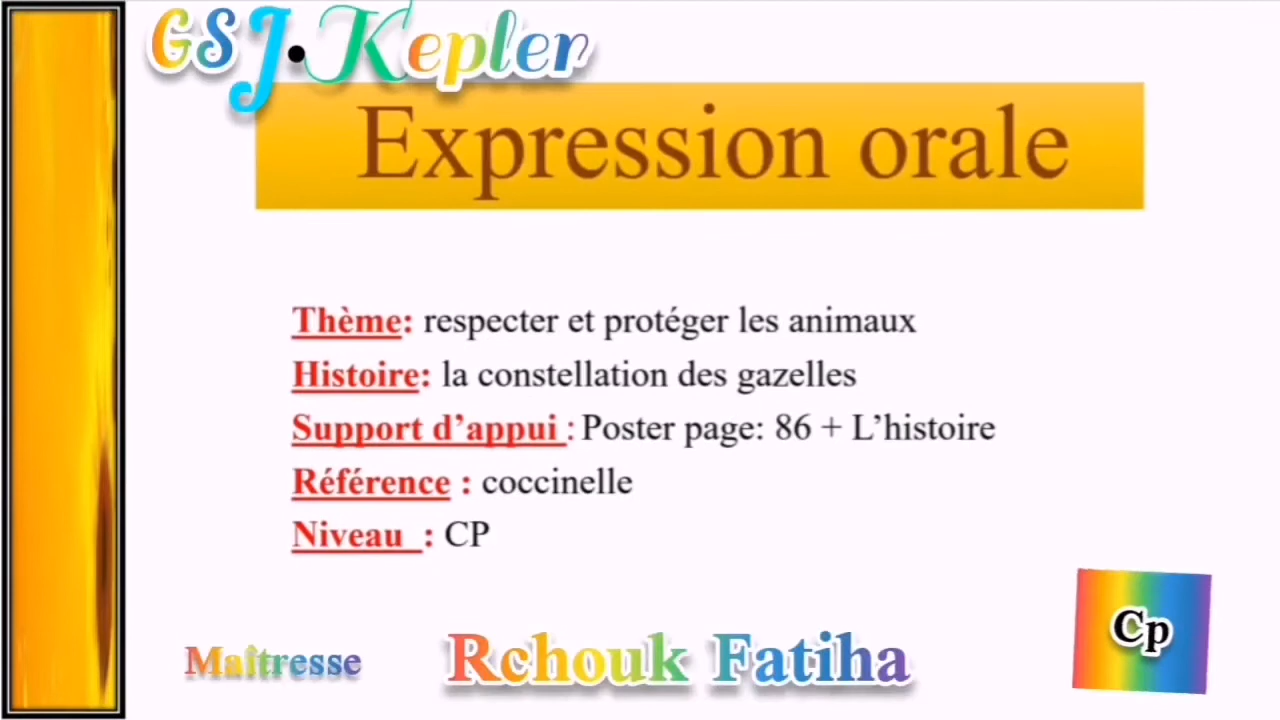 GSJ.Kepler
Expression orale
Thème: respecter et protéger les animaux
Histoire: la constellation des gazelles
Support d’appui : Poster page: 86 + L’histoire
Référence : coccinelle
Niveau : CP
Cp
Maîtresse Rchouk Fatiha